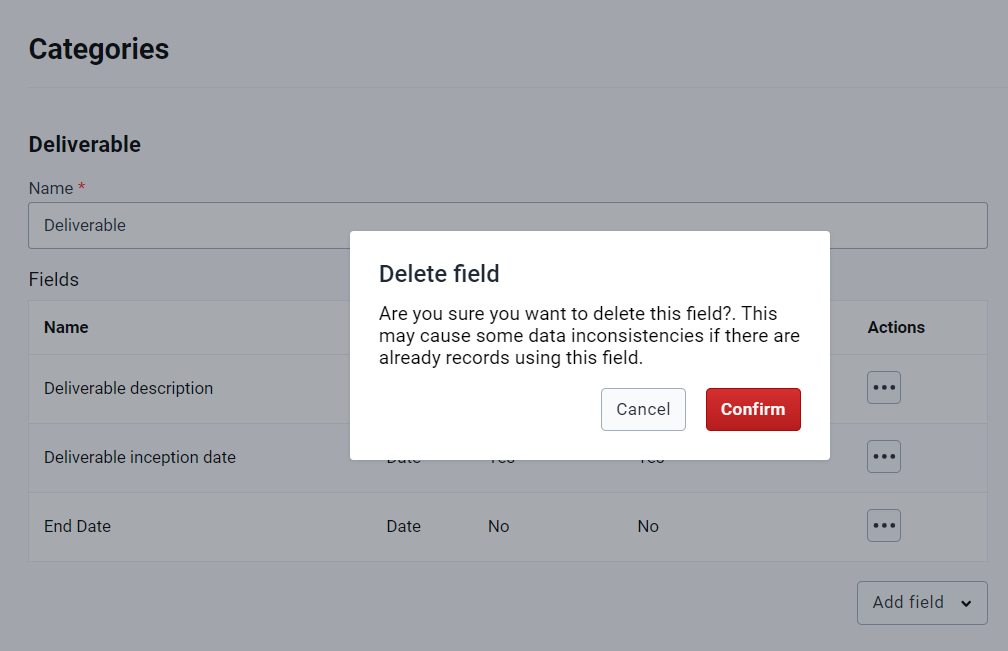 Categories
Deliverable
Name *
Deliverable
Fields
Name
Actions
Deliverable description
Deliverable inception date Date Yes Yes
End Date Date No No
Add field
Delete field
Are you sure you want to delete this field?. This
may cause some data inconsistencies if there are
already records using this field.
Cancel Confirm